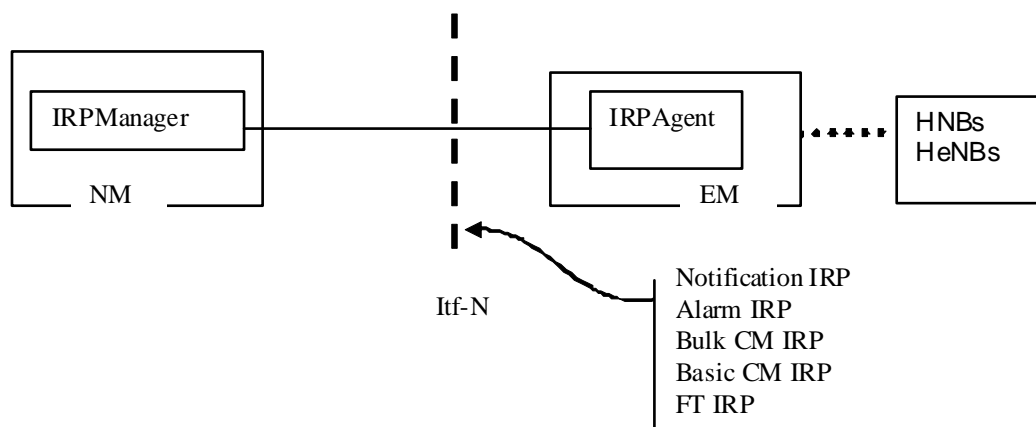 IRPManager
NM
IRPAgent
EM
HNBs
HeNBs
Itf-N
Notification IRP
Alarm IRP
Bulk CM IRP
Basic CM IRP
FT IRP